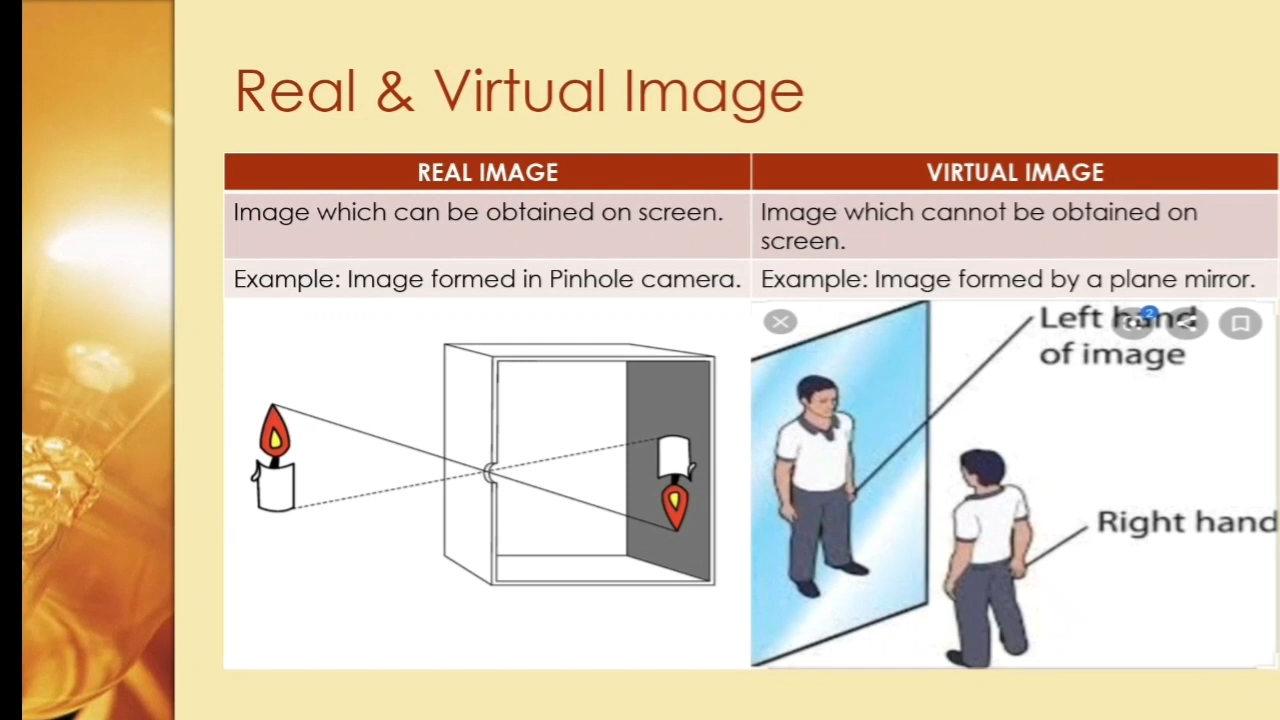 Real & Virtual Image
REAL IMAGE
VIRTUAL IMAGE
Image which can be obtained on screen.
Image which cannot be obtained on
screen.
Example: Image formed in Pinhole camera.
Example: Image formed by a plane mirror.
2
Left hand
of image
Right hand